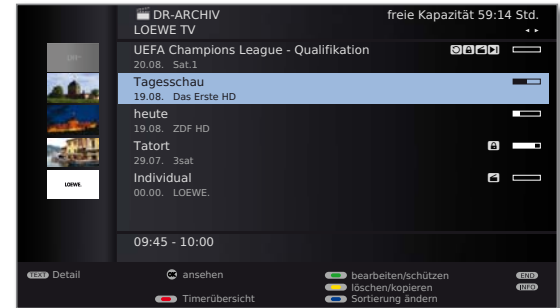 DR-ARCHIV freie Kapazität 59:14 Std.
LOEWE TV
UEFA Champions League - Qualifikation
20.08. Sat.1
Tagesschau
19.08. Das Erste HD
heute
19.08. ZDF HD
Tatort
29.07. 3sat
Individual
00.00. LOEWE.
LOEWE.
09:45 - 10:00
TEXT Detail
OK ansehen
bearbeiten/schützen
END
löschen/kopieren
INFO
Timerübersicht
Sortierung ändern